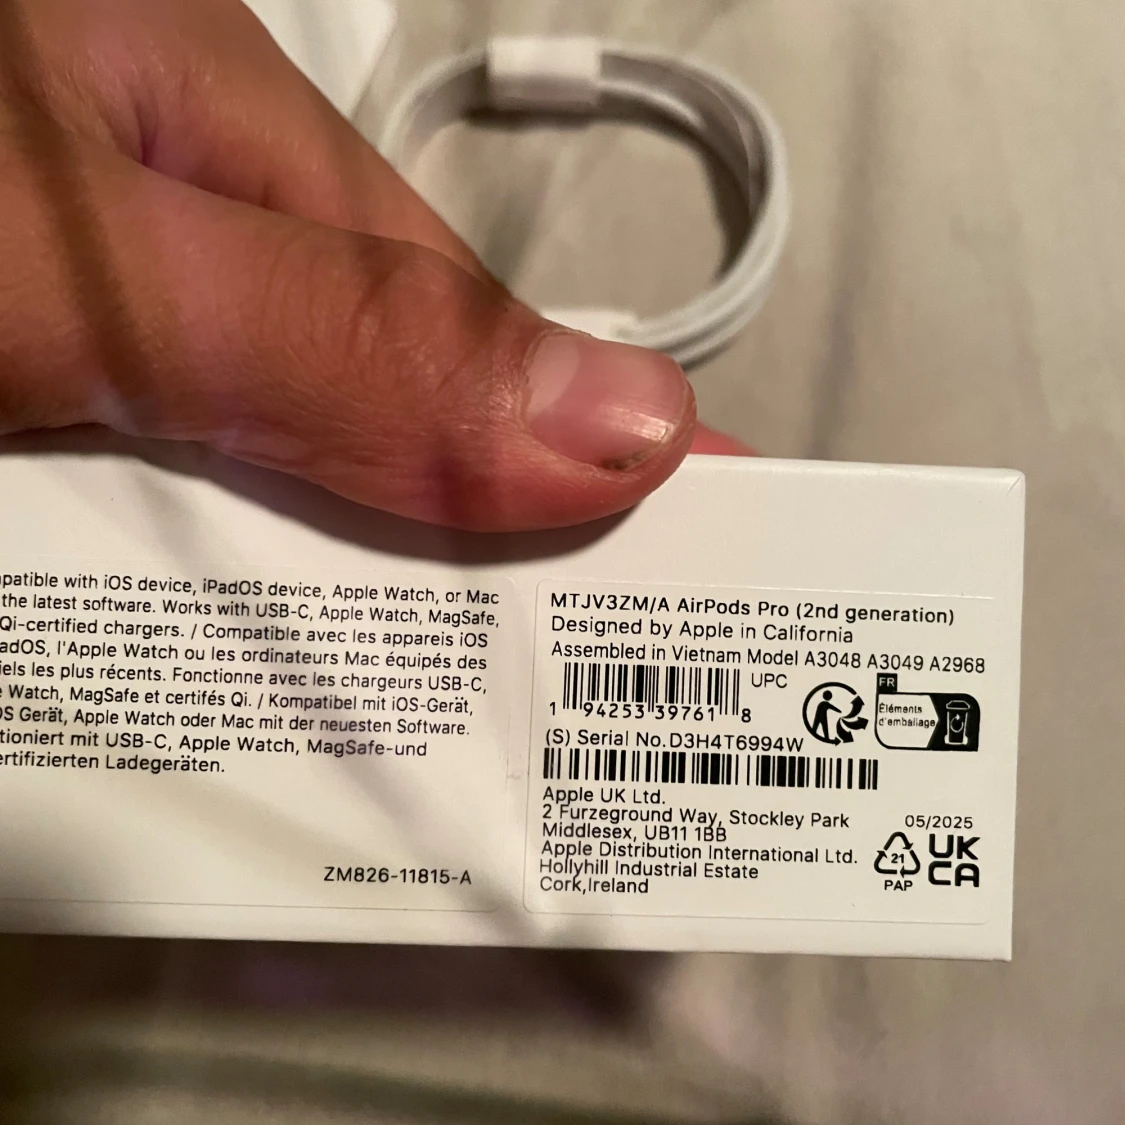 patible with iOS device, iPadOS device, Apple Watch, or Mac
the latest software. Works with USB-C, Apple Watch, MagSafe,
Qi-certified chargers. / Compatible avec les appareils iOS
adOS, l'Apple Watch ou les ordinateurs Mac équipés des
iels les plus récents. Fonctionne avec les chargeurs USB-C,
Watch, MagSafe et certifés Qi. / Kompatibel mit iOS-Gerät,
OS Gerät, Apple Watch oder Mac mit der neuesten Software.
tioniert mit USB-C, Apple Watch, MagSafe-und
ertifizierten Ladegeräten.
ZM826-11815-A
MTJV3ZM/A AirPods Pro (2nd generation)
Designed by Apple in California
Assembled in Vietnam Model A3048 A3049 A2968
UPC
1 94253 39761 8
FR
Éléments
d'emballage
(S) Serial No.D3H4T6994W
Apple UK Ltd.
2 Furzeground Way, Stockley Park
Middlesex, UB11 1BB
Apple Distribution International Ltd.
Hollyhill Industrial Estate
Cork,Ireland
05/2025
21
PAP
UK
CA